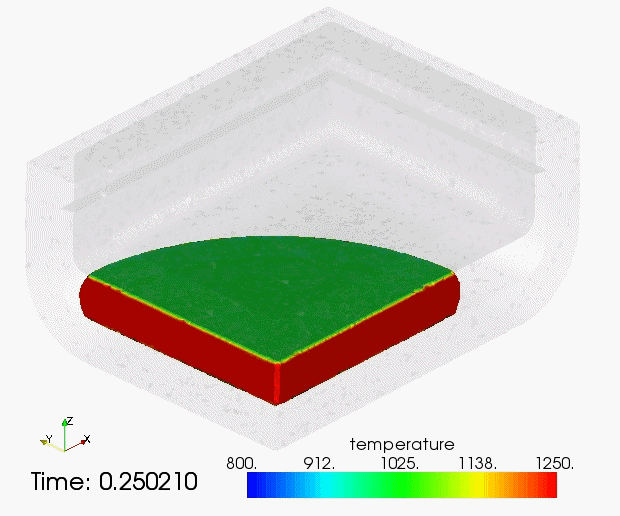 Z
Y X
temperature
800. 912. 1025. 1138. 1250.
Time: 0.250210